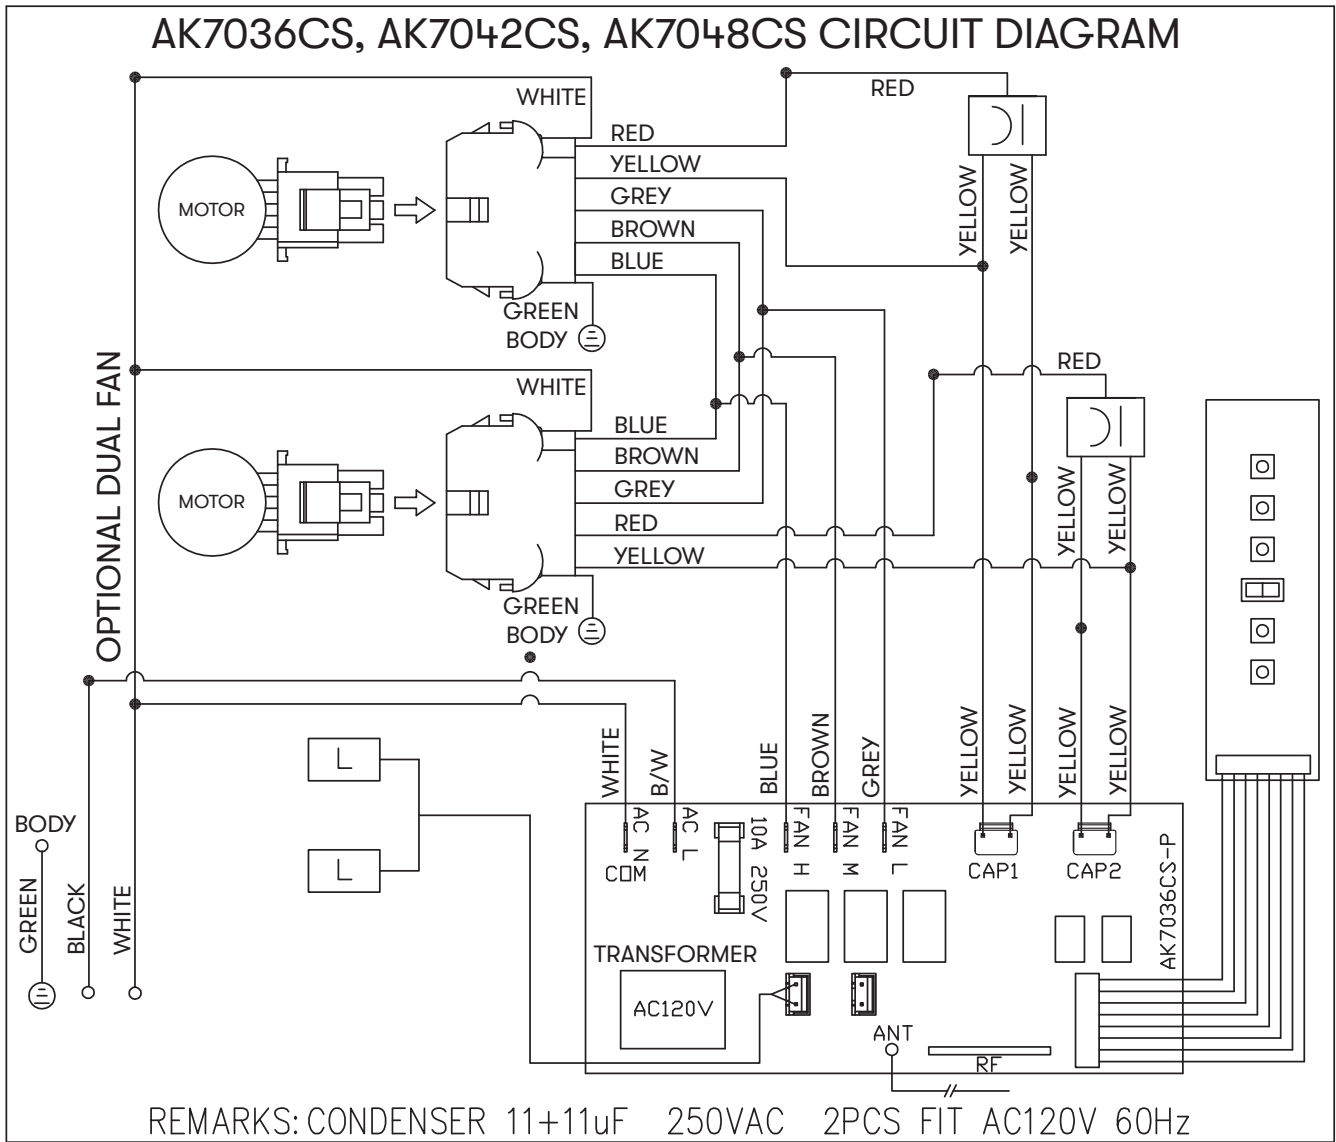 AK7036CS, AK7042CS, AK7048CS CIRCUIT DIAGRAM
WHITE
RED
RED
YELLOW
GREY
BROWN
BLUE
MOTOR
YELLOW
YELLOW
GREEN
BODY
OPTIONAL DUAL FAN
WHITE
RED
BLUE
BROWN
GREY
RED
YELLOW
MOTOR
YELLOW
YELLOW
GREEN
BODY
WHITE
B/W
BLUE
BROWN
GREY
YELLOW
YELLOW
YELLOW
YELLOW
L
L
BODY
GREEN
BLACK
WHITE
AC N
COM
AC L
10A 250V
FAN H
FAN M
FAN L
CAP1
CAP2
AK7036CS-P
TRANSFORMER
AC120V
ANT
RF
REMARKS: CONDENSER 11+11uF 250VAC 2PCS FIT AC120V 60Hz